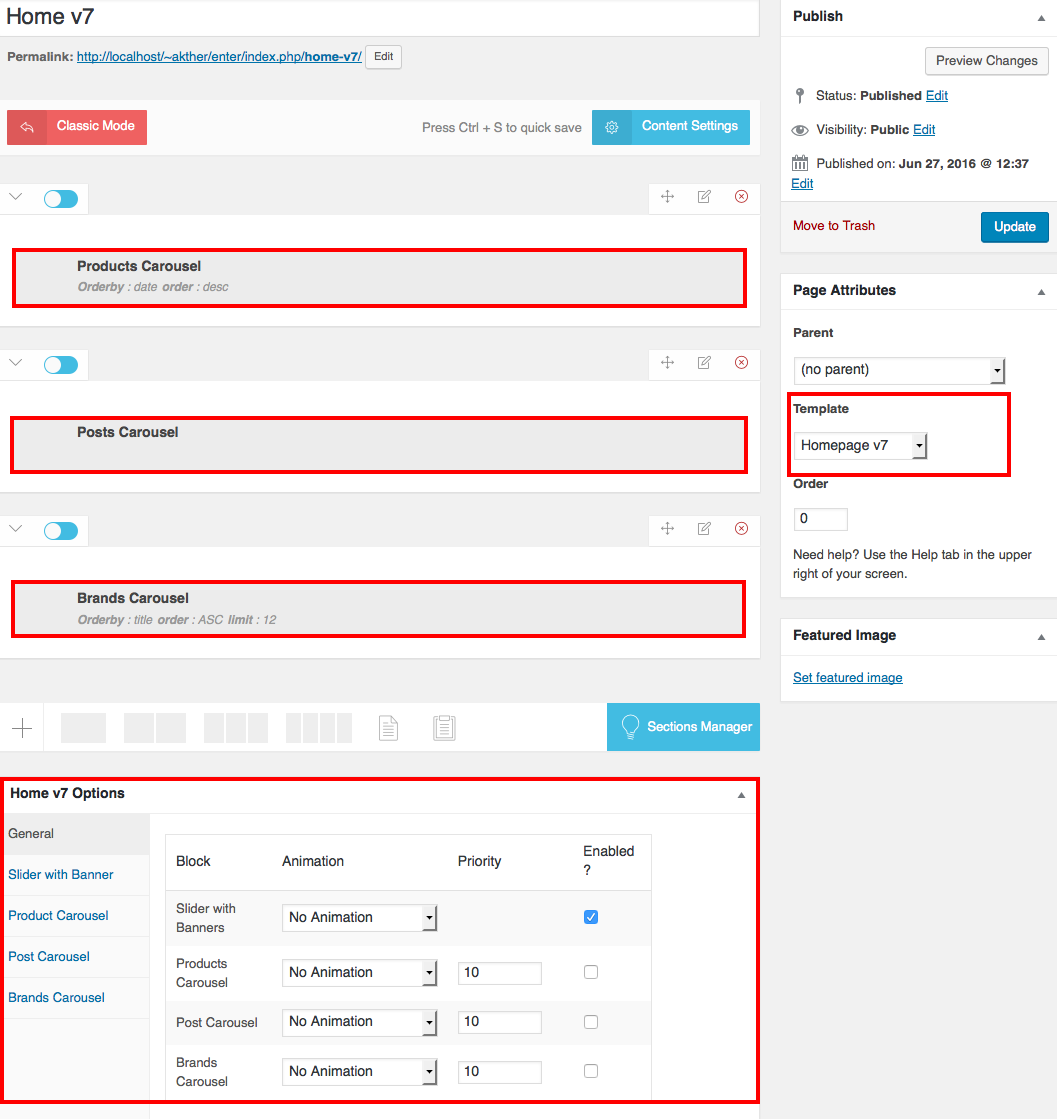 Home v7
Permalink: http://localhost/~akther/enter/index.php/home-v7/ Edit
Classic Mode
Press Ctrl + S to quick save
Content Settings
Products Carousel
Orderby : date order : desc
Posts Carousel
Brands Carousel
Orderby : title order : ASC limit : 12
Sections Manager
Home v7 Options
General
Slider with Banner
Product Carousel
Post Carousel
Brands Carousel
Block Animation Priority Enabled
?
Slider with
Banners
No Animation
Products
Carousel
No Animation 10
Post Carousel No Animation 10
Brands
Carousel
No Animation 10
Publish
Preview Changes
Status: Published Edit
Visibility: Public Edit
Published on: Jun 27, 2016 @ 12:37
Edit
Move to Trash
Update
Page Attributes
Parent
(no parent)
Template
Homepage v7
Order
0
Need help? Use the Help tab in the upper
right of your screen.
Featured Image
Set featured image